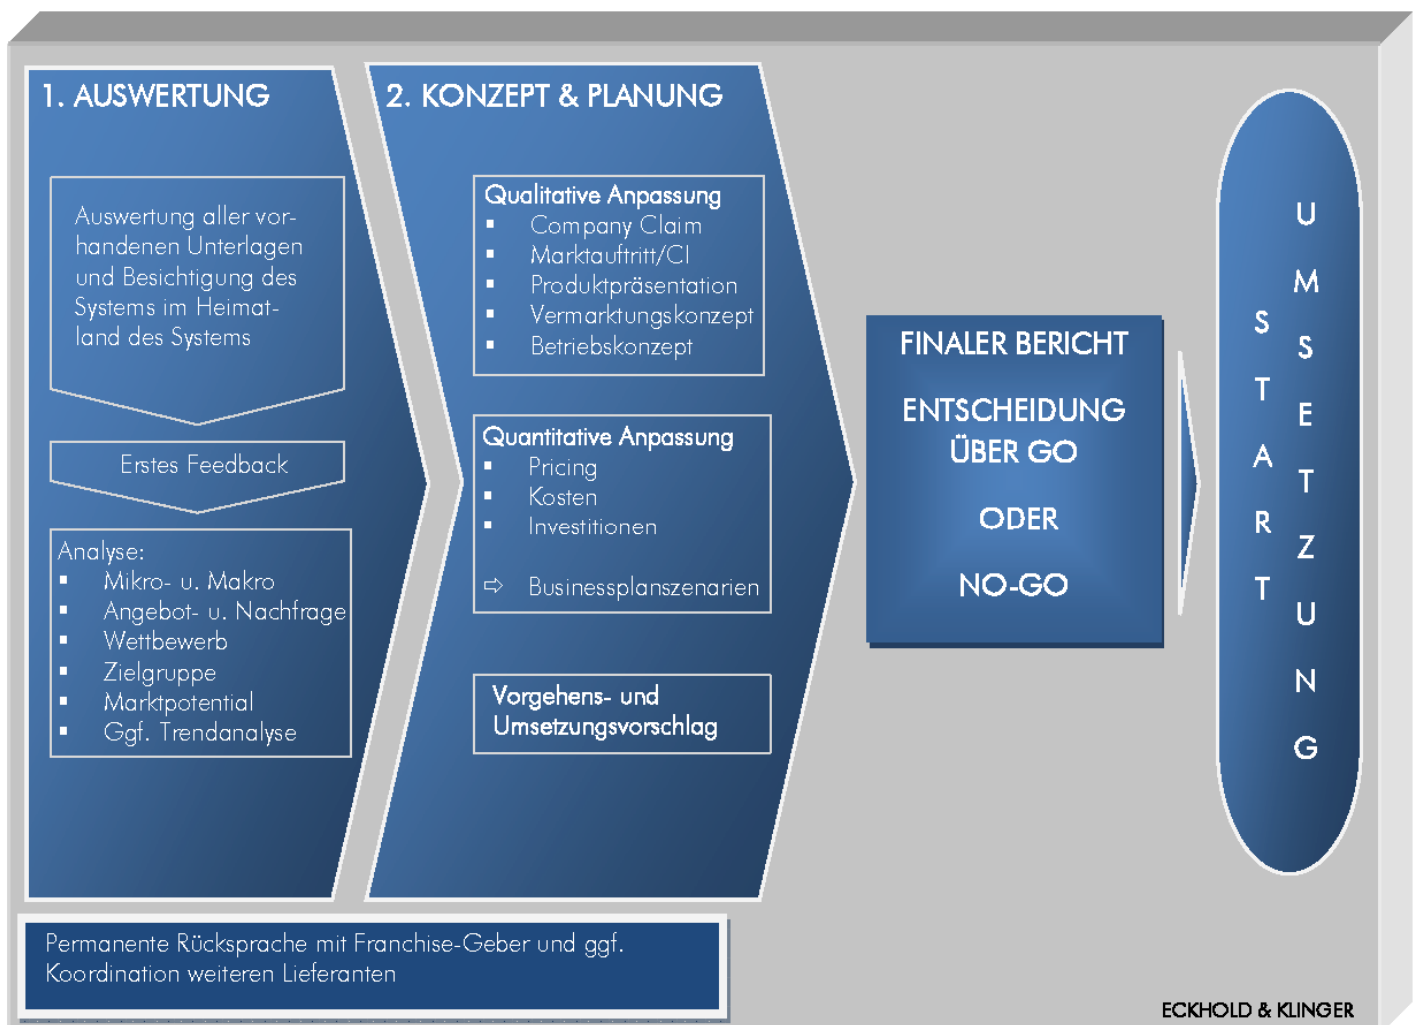 1. AUSWERTUNG
Auswertung aller vor-
handenen Unterlagen
und Besichtigung des
Systems im Heimat-
land des Systems
Erstes Feedback
Analyse:
▪ Mikro- u. Makro
▪ Angebot- u. Nachfrage
▪ Wettbewerb
▪ Zielgruppe
▪ Marktpotential
▪ Ggf. Trendanalyse
2. KONZEPT & PLANUNG
Qualitative Anpassung
▪ Company Claim
▪ Marktauftritt/CI
▪ Produktpräsentation
▪ Vermarktungskonzept
▪ Betriebskonzept
Quantitative Anpassung
▪ Pricing
▪ Kosten
▪ Investitionen
⇨ Businessplanszenarien
Vorgehens- und
Umsetzungsvorschlag
FINALER BERICHT
ENTSCHEIDUNG
ÜBER GO
ODER
NO-GO
START
UMSETZUNG
Permanente Rücksprache mit Franchise-Geber und ggf.
Koordination weiteren Lieferanten
ECKHOLD & KLINGER